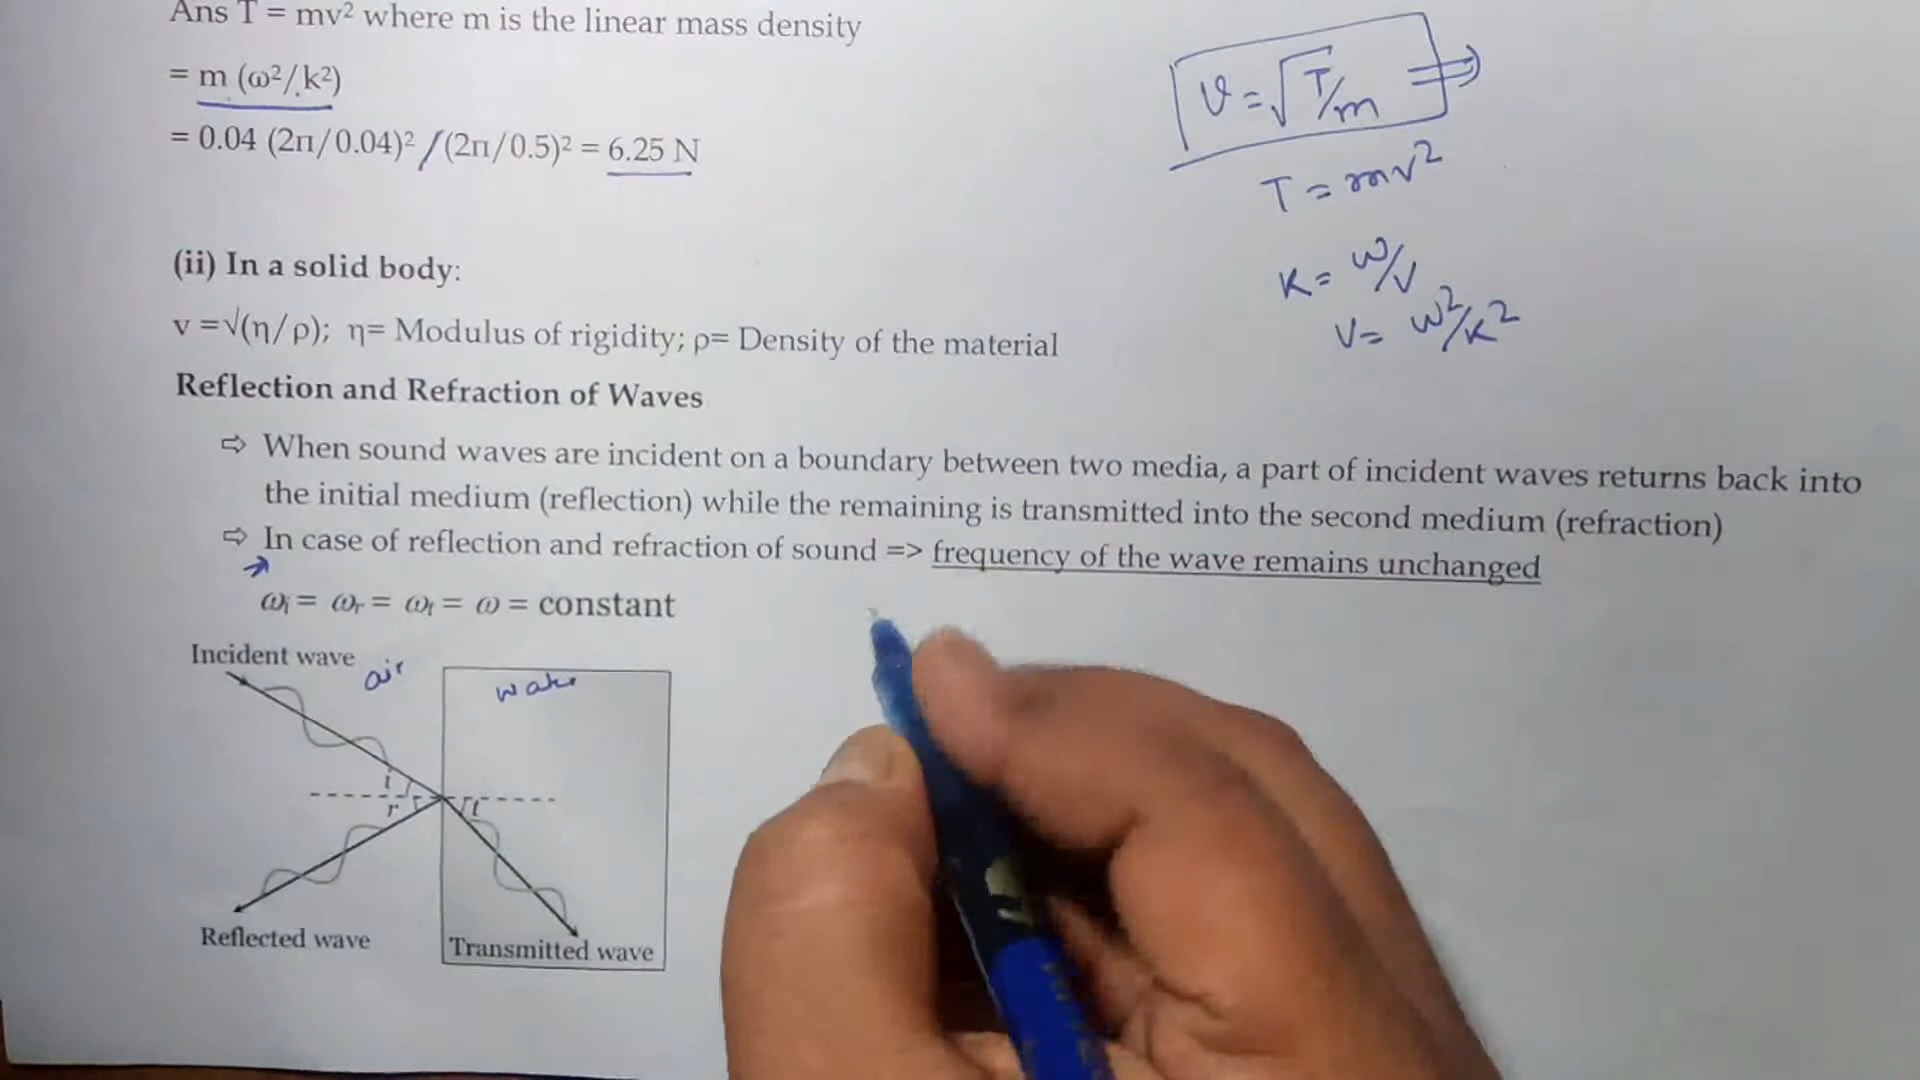 Ans T = mv² where m is the linear mass density
= m (ω²/k²)
= 0.04 (2π/0.04)² /(2π/0.5)² = 6.25 N
v = √T/m ⇒
T = mv²
K = ω/v
v = ω²/K²
(ii) In a solid body:
v =√(η/ρ); η= Modulus of rigidity; ρ= Density of the material
Reflection and Refraction of Waves
⇨ When sound waves are incident on a boundary between two media, a part of incident waves returns back into
the initial medium (reflection) while the remaining is transmitted into the second medium (refraction)
⇨ In case of reflection and refraction of sound => frequency of the wave remains unchanged
ωi = ωr = ωt = ω = constant
Incident wave
air
water
i
r
t
Reflected wave
Transmitted wave